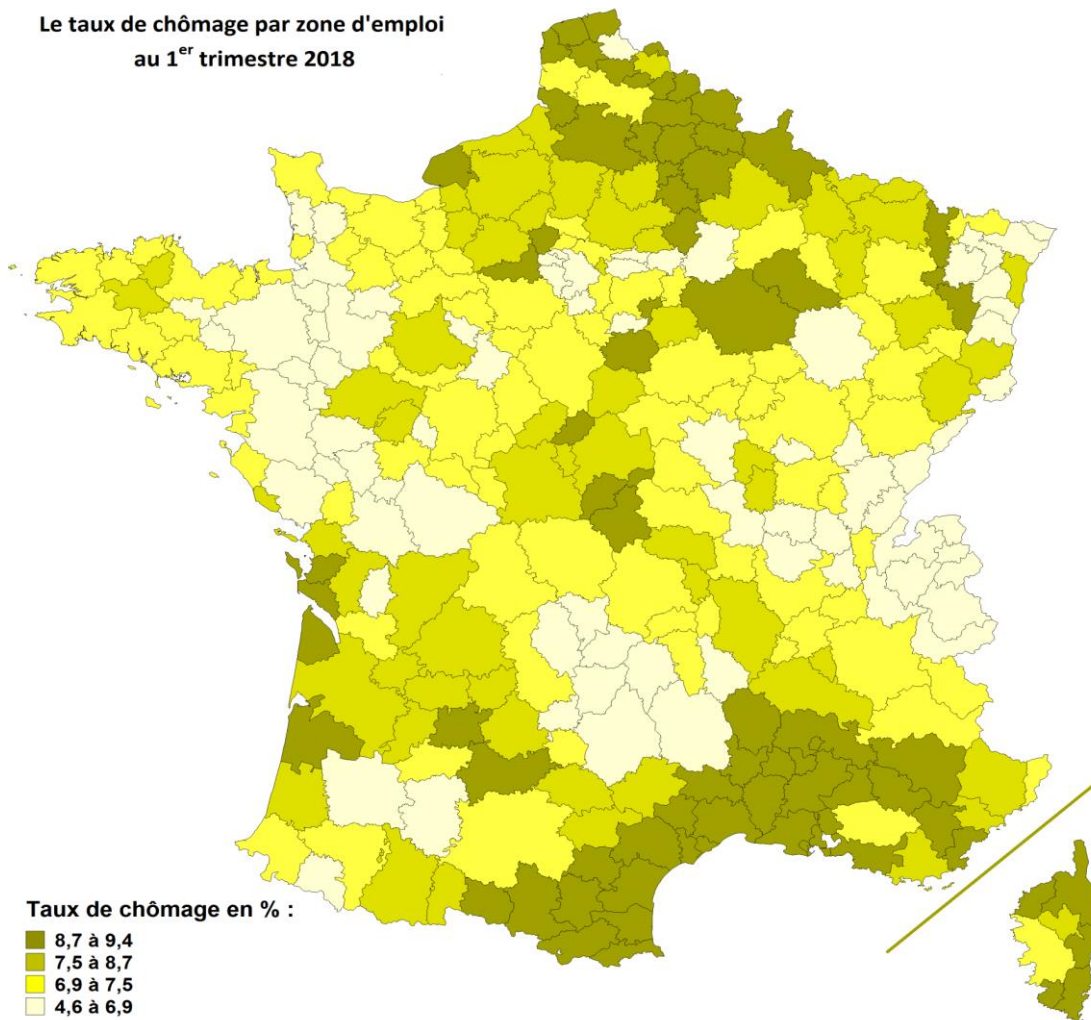 Le taux de chômage par zone d'emploi
au 1er trimestre 2018
Taux de chômage en % :
8,7 à 9,4
7,5 à 8,7
6,9 à 7,5
4,6 à 6,9